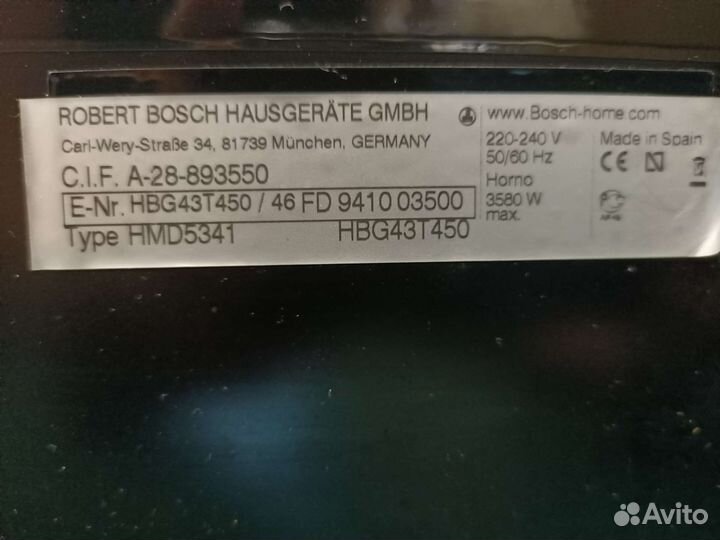 ROBERT BOSCH HAUSGERÄTE GMBH
Carl-Wery-Straße 34, 81739 München, GERMANY
C.I.F. A-28-893550
E-Nr. HBG43T450 / 46 FD 9410 03500
Type HMD5341 HBG43T450
www.Bosch-home.com
220-240 V
50/60 Hz
Horno
3580 W
max.
Made in Spain
CE N
Avito